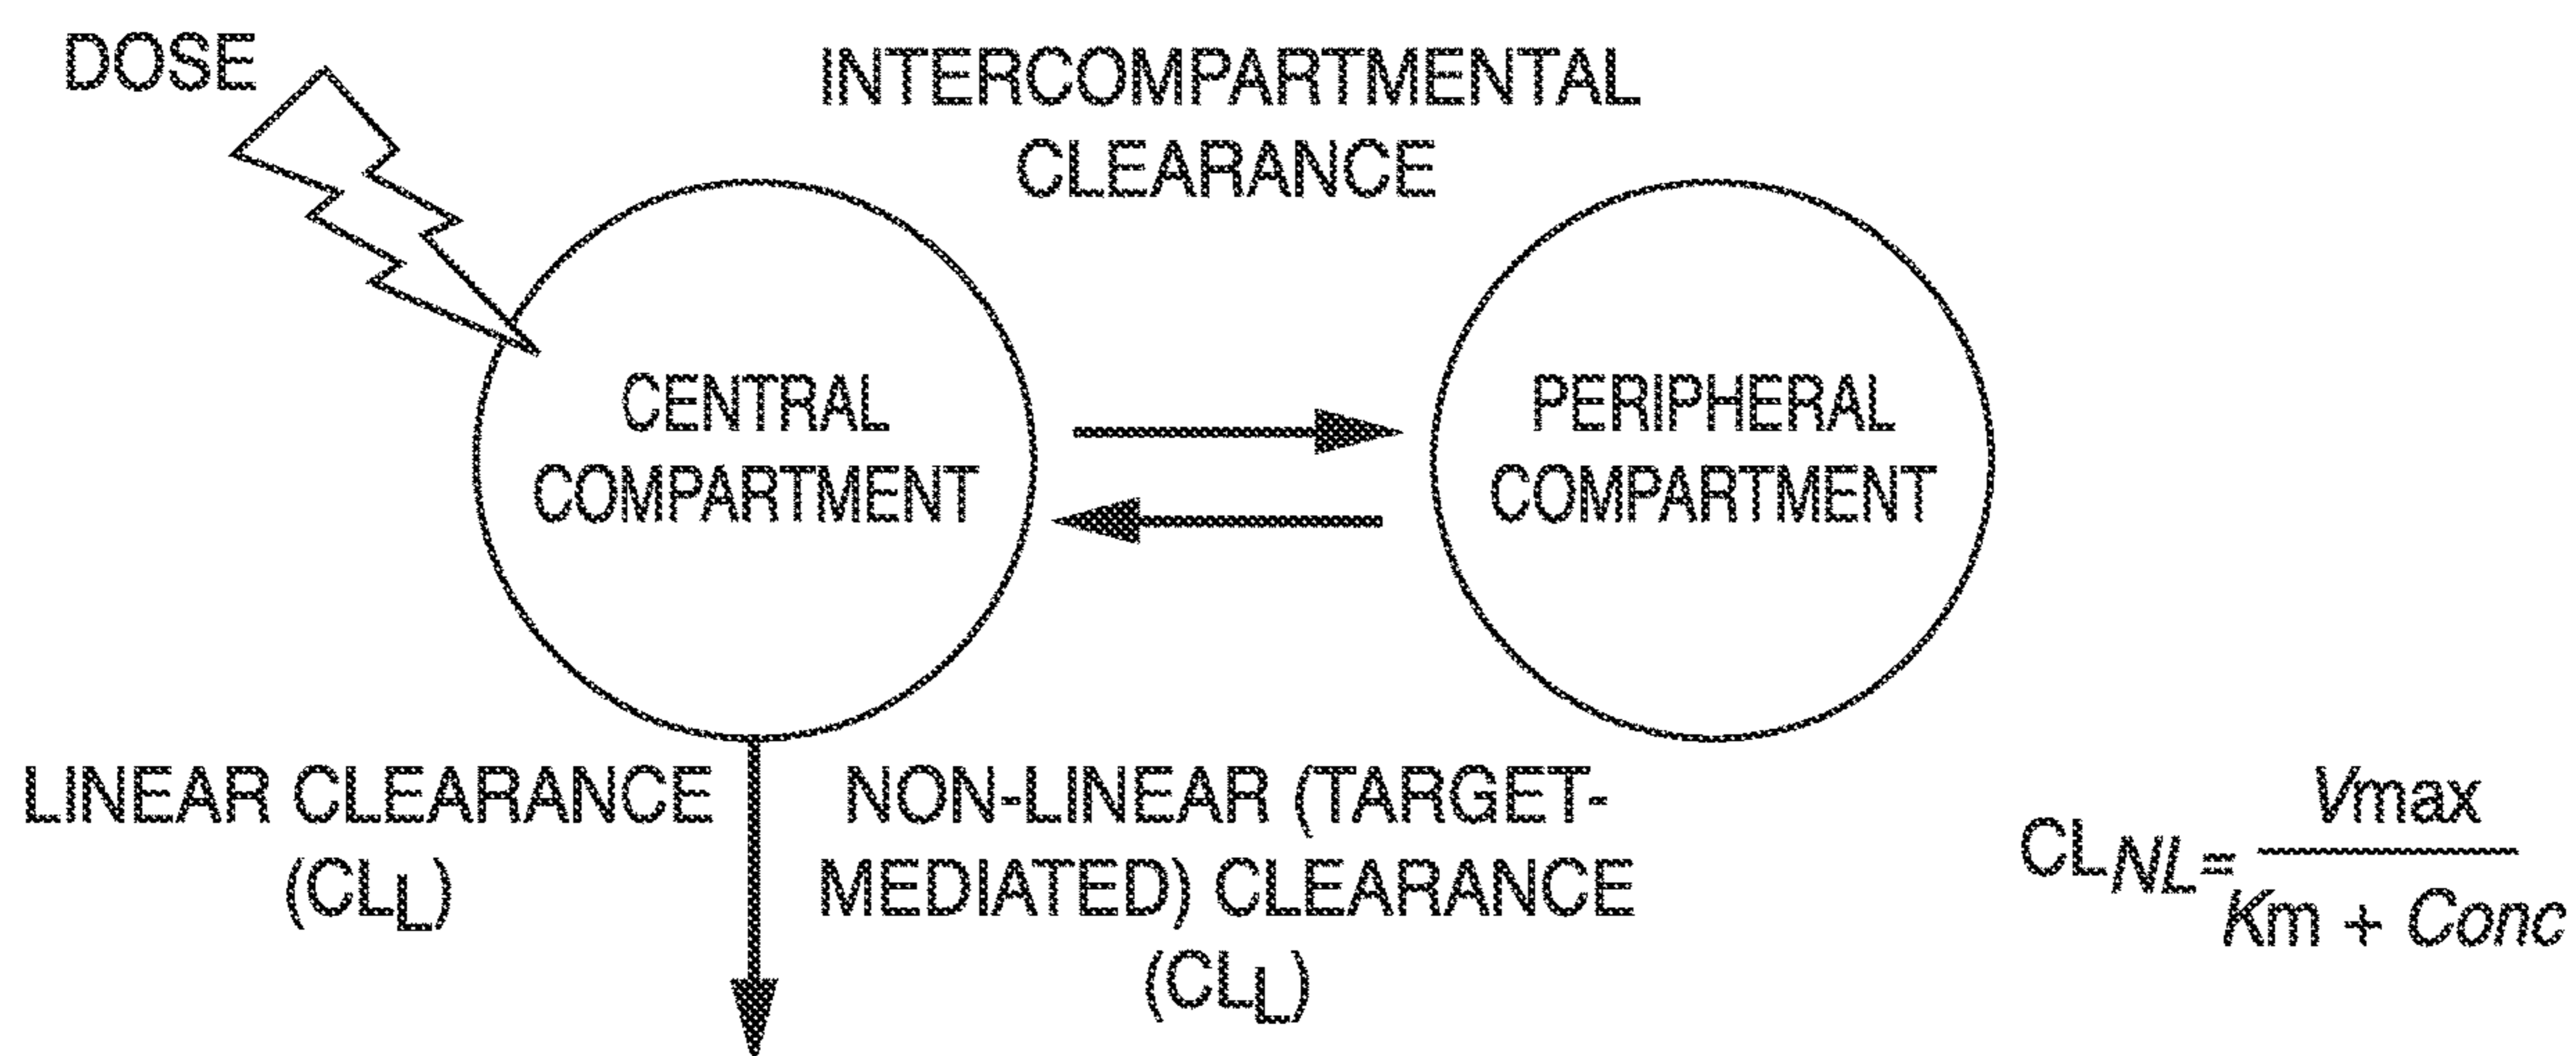 DOSE
INTERCOMPARTMENTAL
CLEARANCE
CENTRAL
COMPARTMENT
PERIPHERAL
COMPARTMENT
LINEAR CLEARANCE
(CLL)
NON-LINEAR (TARGET-
MEDIATED) CLEARANCE
(CLL)
CLNL=
Vmax
Km + Conc